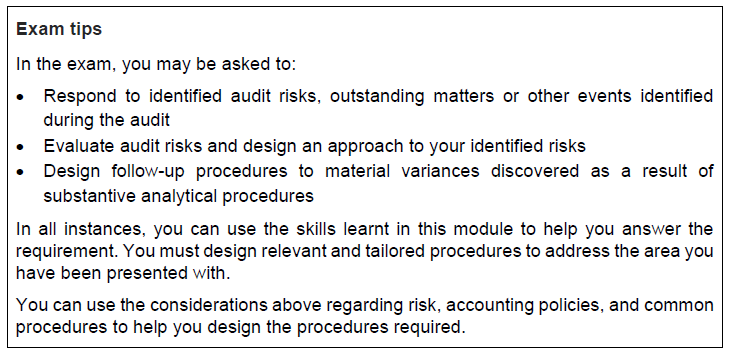 Exam tips
In the exam, you may be asked to:
• Respond to identified audit risks, outstanding matters or other events identified
during the audit
• Evaluate audit risks and design an approach to your identified risks
• Design follow-up procedures to material variances discovered as a result of
substantive analytical procedures
In all instances, you can use the skills learnt in this module to help you answer the
requirement. You must design relevant and tailored procedures to address the area you
have been presented with.
You can use the considerations above regarding risk, accounting policies, and common
procedures to help you design the procedures required.